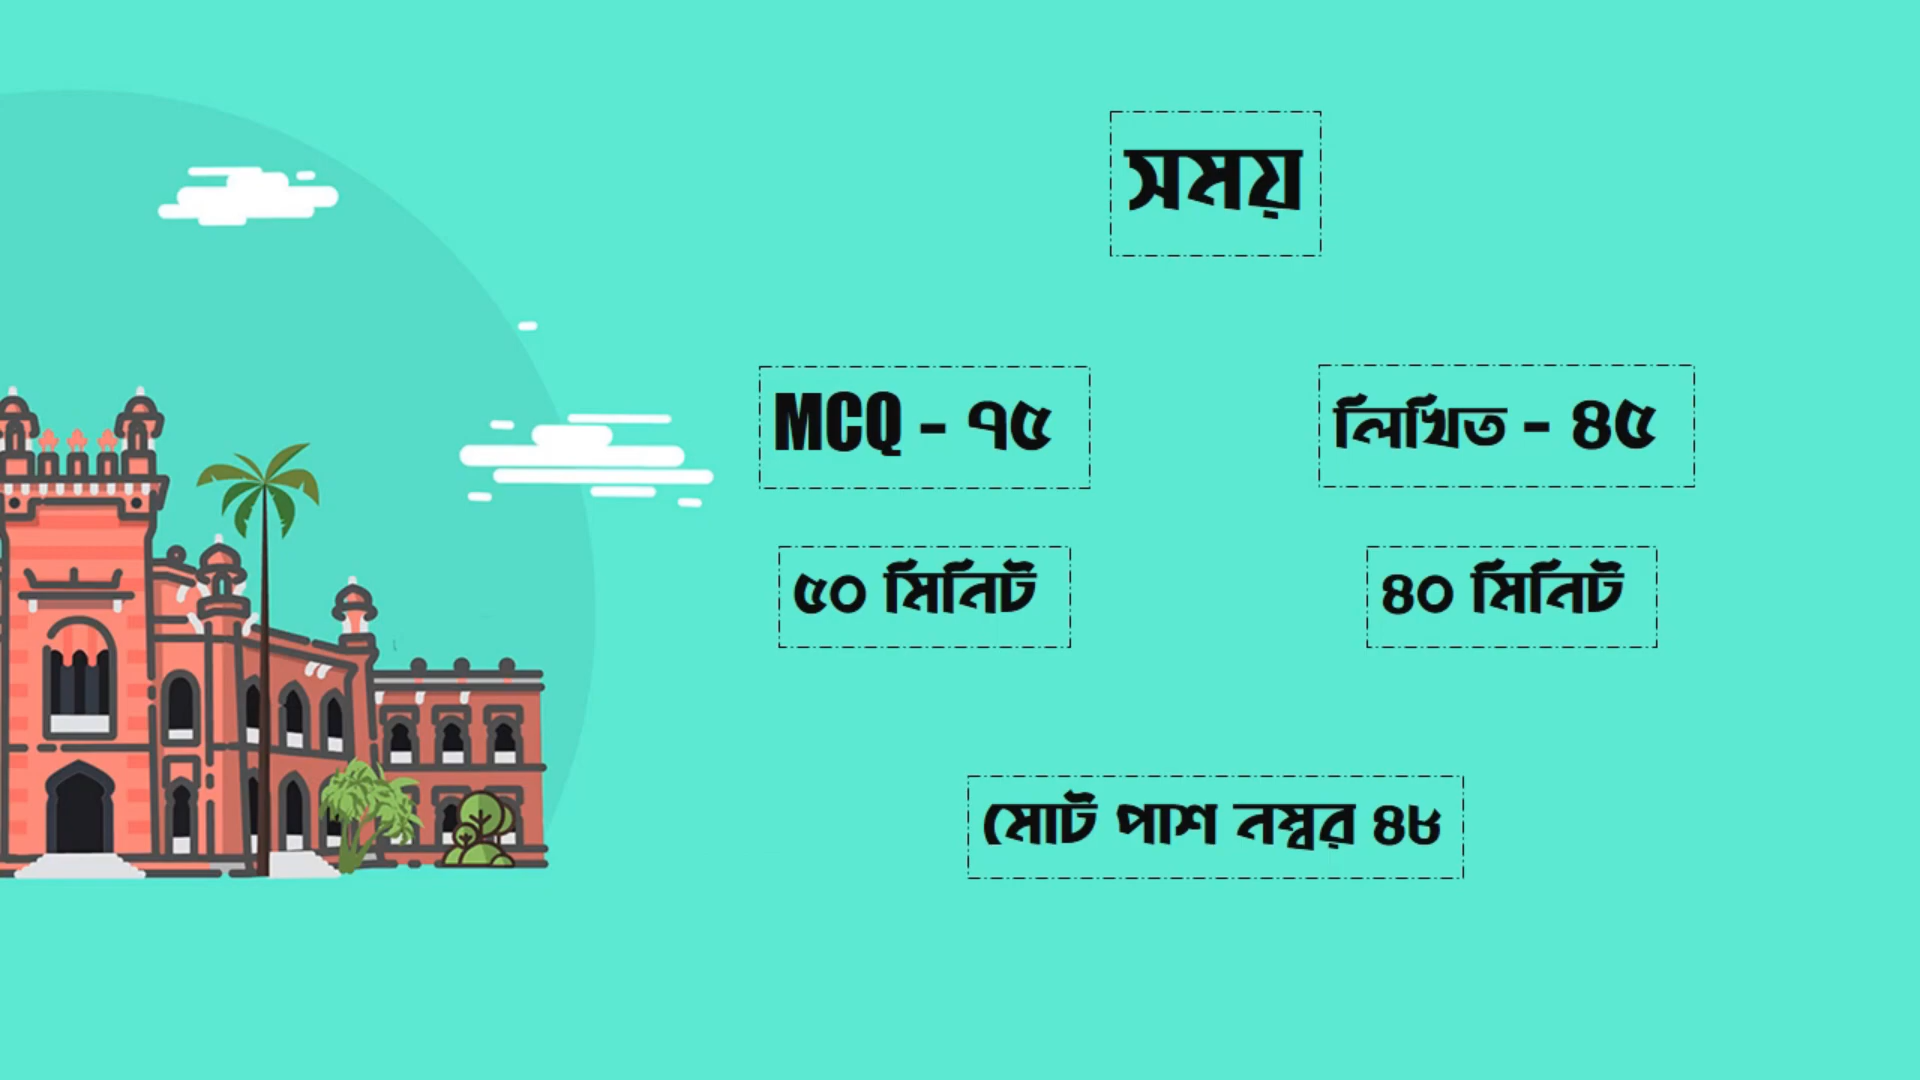 সময়
MCQ - ৭৫
লিখিত - ৪৫
৫০ মিনিট
৪০ মিনিট
মোট পাশ নম্বর ৪৮